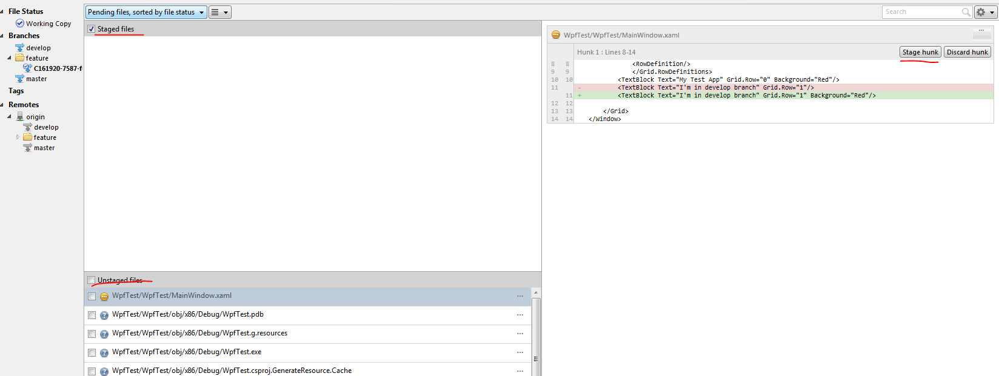 File Status
Working Copy
Branches
develop
feature
C161920-7587-f
master
Tags
Remotes
origin
develop
feature
master
Pending files, sorted by file status
Search
Staged files
Unstaged files
WpfTest/WpfTest/MainWindow.xaml
WpfTest/WpfTest/obj/x86/Debug/WpfTest.pdb
WpfTest/WpfTest/obj/x86/Debug/WpfTest.g.resources
WpfTest/WpfTest/obj/x86/Debug/WpfTest.exe
WpfTest/WpfTest/obj/x86/Debug/WpfTest.csproj.GenerateResource.Cache
WpfTest/WpfTest/MainWindow.xaml
Hunk 1 : Lines 8-14 Stage hunk Discard hunk
8 8 <RowDefinition/>
9 9 </Grid.RowDefinitions>
10 10 <TextBlock Text="My Test App" Grid.Row="0" Background="Red"/>
11 - <TextBlock Text="I'm in develop branch" Grid.Row="1"/>
11 + <TextBlock Text="I'm in develop branch" Grid.Row="1" Background="Red"/>
12 12
13 13 </Grid>
14 14 </Window>